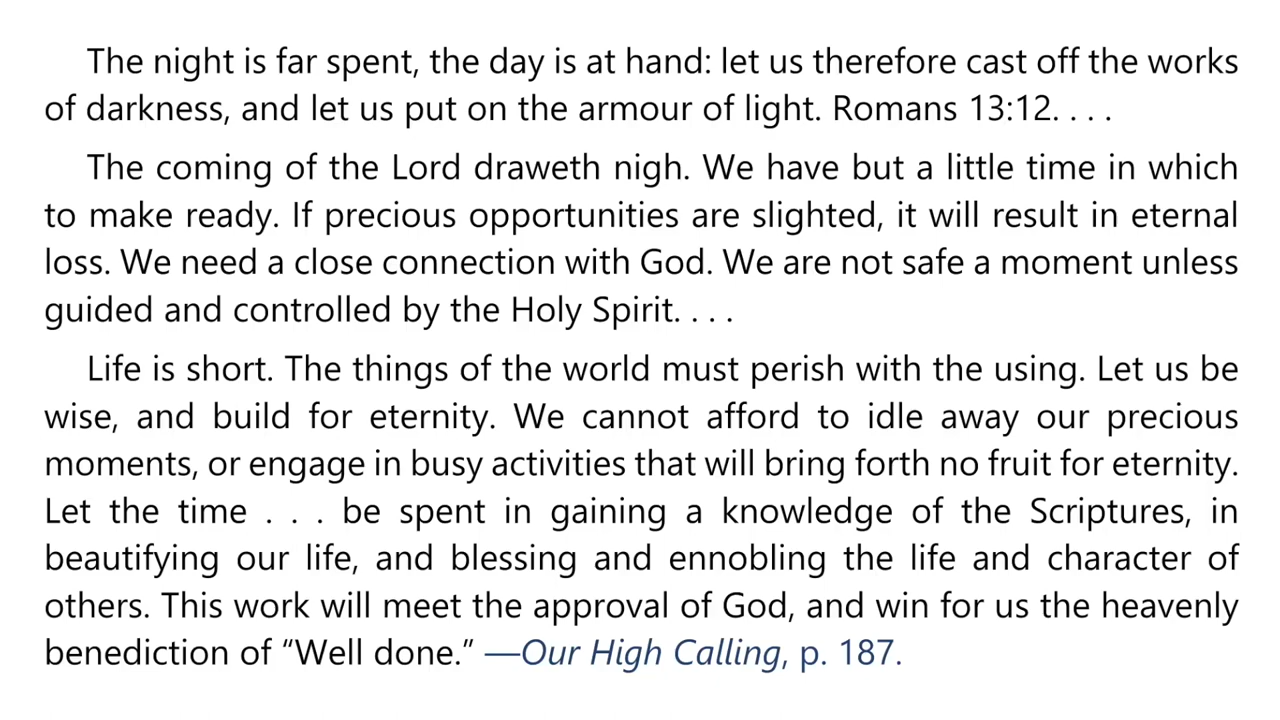 The night is far spent, the day is at hand: let us therefore cast off the works
of darkness, and let us put on the armour of light. Romans 13:12. . . .
The coming of the Lord draweth nigh. We have but a little time in which
to make ready. If precious opportunities are slighted, it will result in eternal
loss. We need a close connection with God. We are not safe a moment unless
guided and controlled by the Holy Spirit. . . .
Life is short. The things of the world must perish with the using. Let us be
wise, and build for eternity. We cannot afford to idle away our precious
moments, or engage in busy activities that will bring forth no fruit for eternity.
Let the time . . . be spent in gaining a knowledge of the Scriptures, in
beautifying our life, and blessing and ennobling the life and character of
others. This work will meet the approval of God, and win for us the heavenly
benediction of “Well done.” —Our High Calling, p. 187.